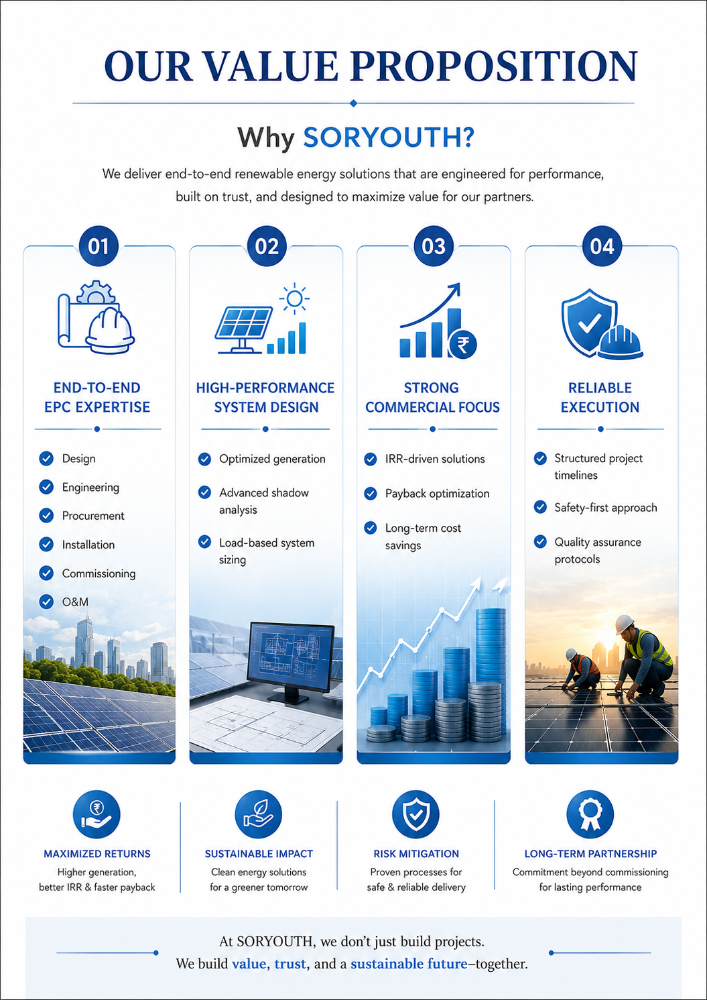 OUR VALUE PROPOSITION
Why SORYOUTH?
We deliver end-to-end renewable energy solutions that are engineered for performance,
built on trust, and designed to maximize value for our partners.
01
END-TO-END
EPC EXPERTISE
Design
Engineering
Procurement
Installation
Commissioning
O&M
02
HIGH-PERFORMANCE
SYSTEM DESIGN
Optimized generation
Advanced shadow
analysis
Load-based system
sizing
03
₹
STRONG
COMMERCIAL FOCUS
IRR-driven solutions
Payback optimization
Long-term cost
savings
04
RELIABLE
EXECUTION
Structured project
timelines
Safety-first approach
Quality assurance
protocols
₹
MAXIMIZED RETURNS
Higher generation,
better IRR & faster payback
SUSTAINABLE IMPACT
Clean energy solutions
for a greener tomorrow
RISK MITIGATION
Proven processes for
safe & reliable delivery
LONG-TERM PARTNERSHIP
Commitment beyond commissioning
for lasting performance
At SORYOUTH, we don’t just build projects.
We build value, trust, and a sustainable future–together.